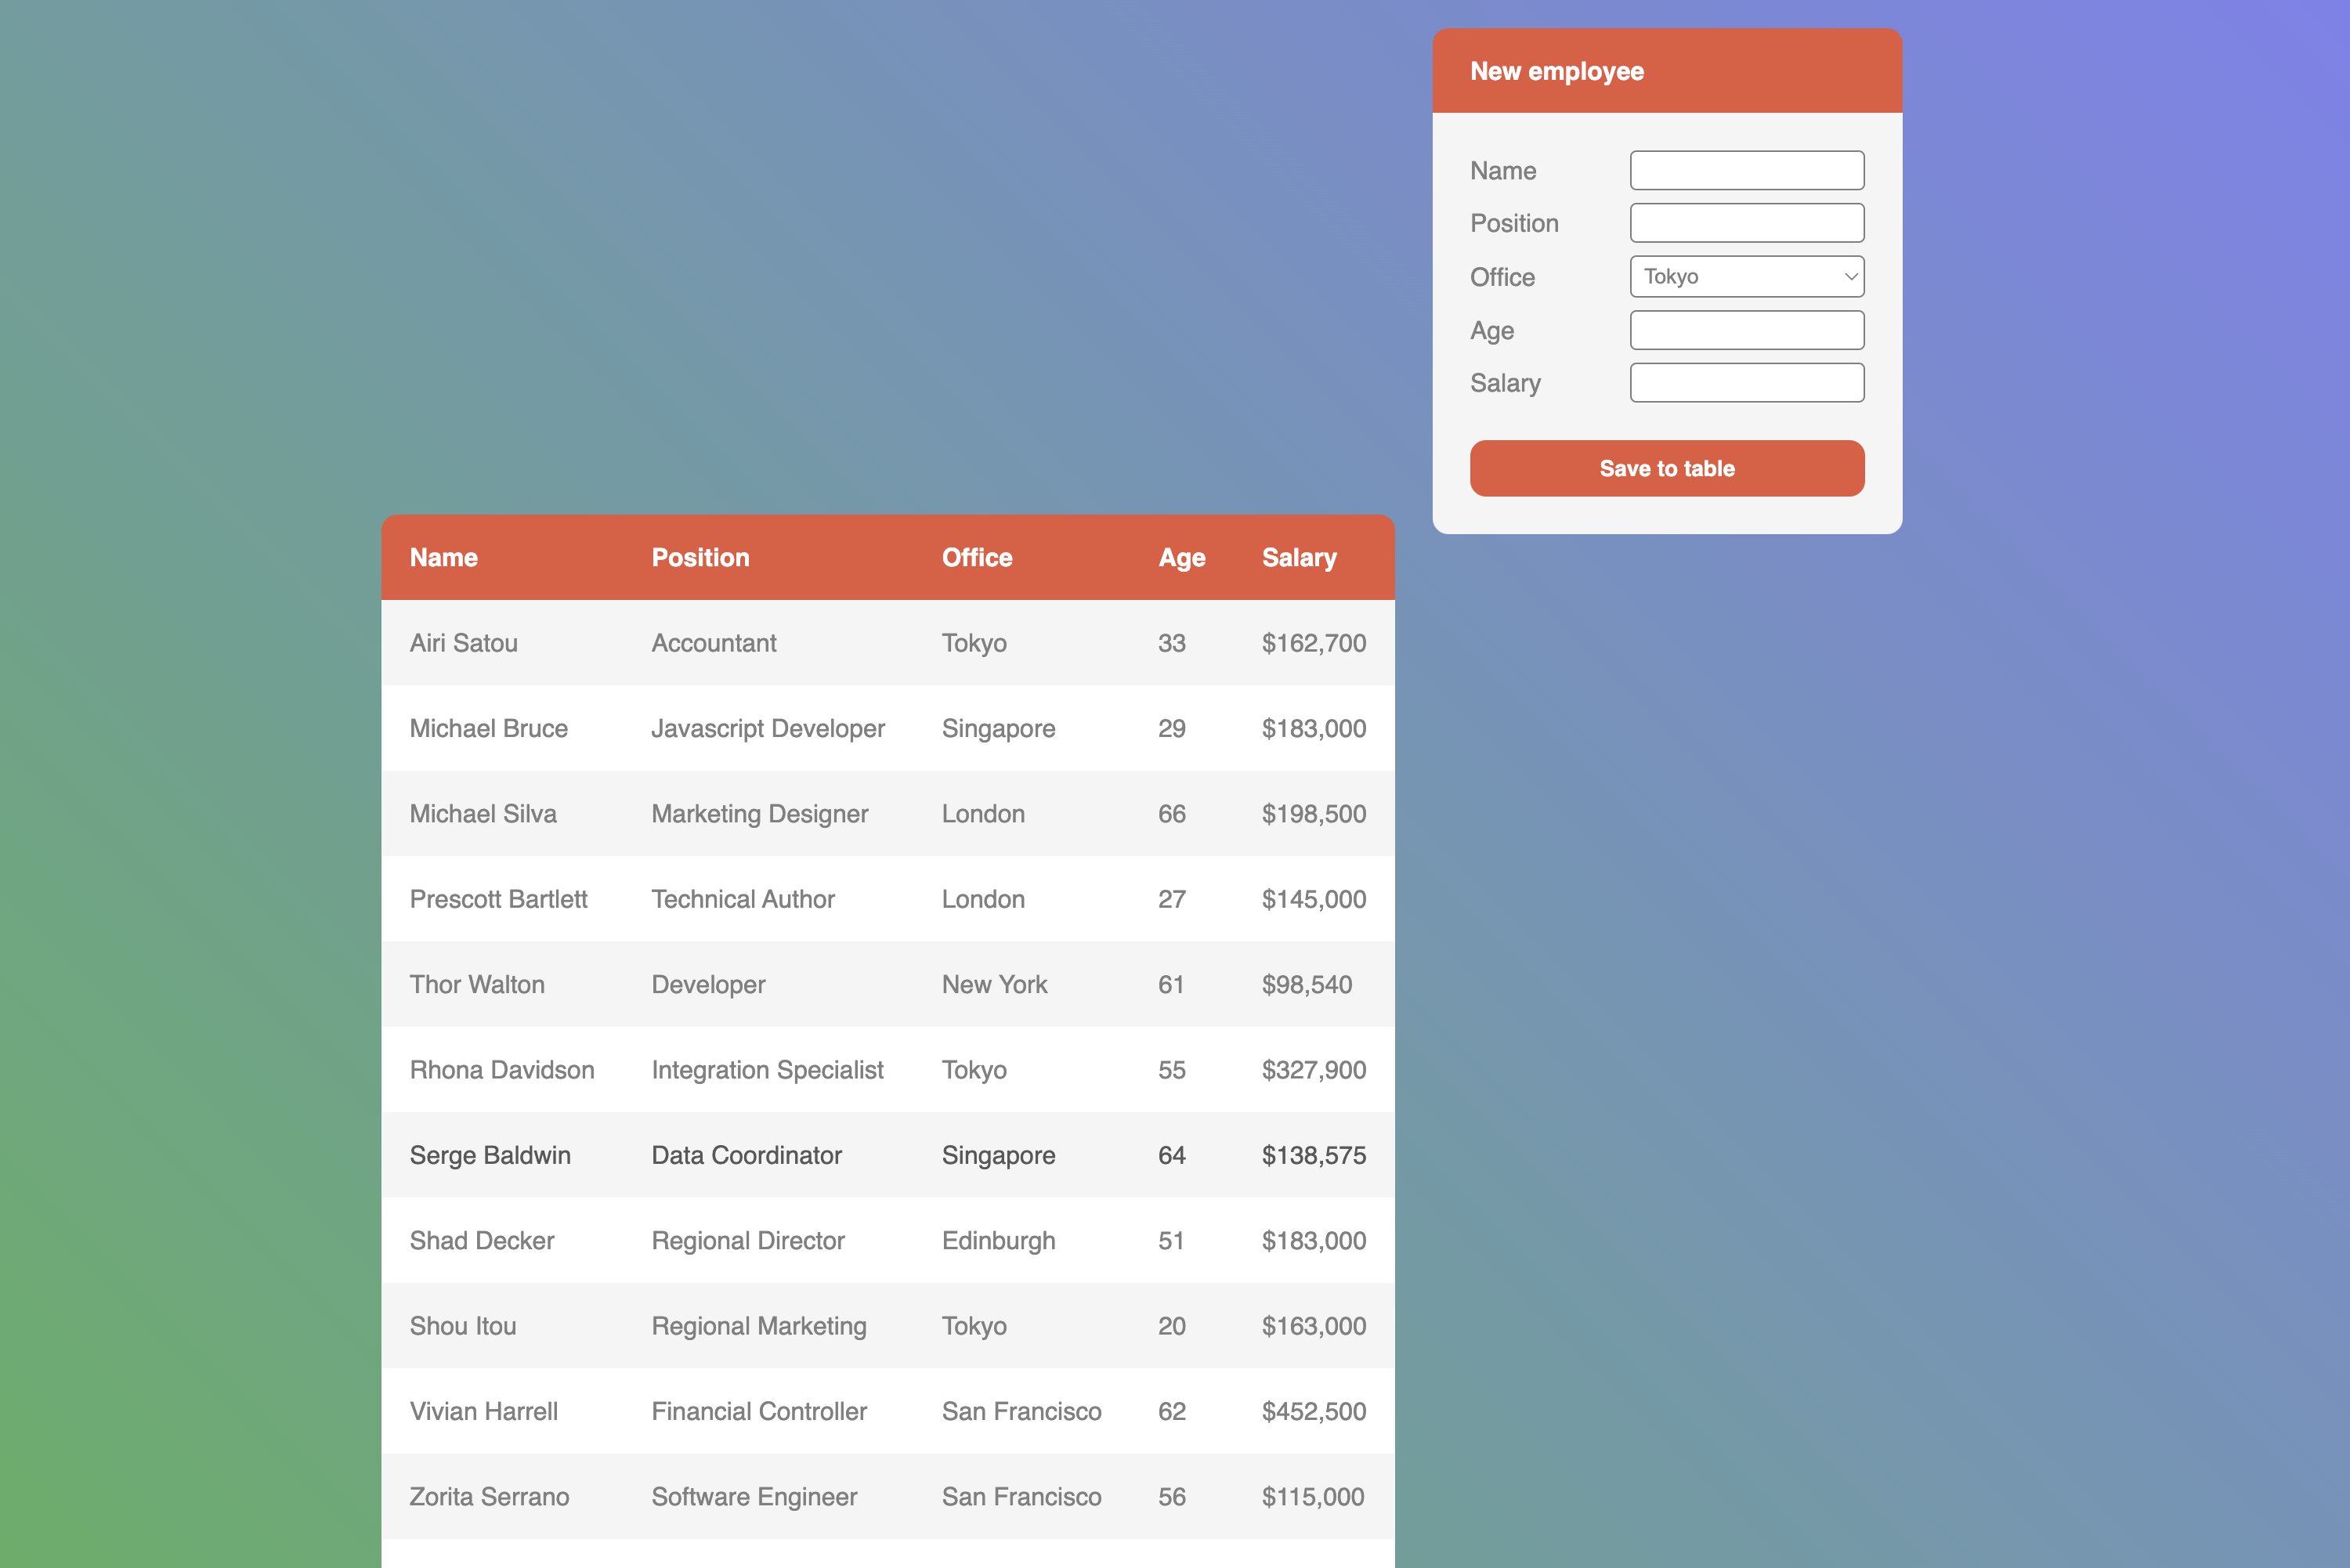 New employee
Name
Position
Office Tokyo
Age
Salary
Save to table
Name Position Office Age Salary
Airi Satou Accountant Tokyo 33 $162,700
Michael Bruce Javascript Developer Singapore 29 $183,000
Michael Silva Marketing Designer London 66 $198,500
Prescott Bartlett Technical Author London 27 $145,000
Thor Walton Developer New York 61 $98,540
Rhona Davidson Integration Specialist Tokyo 55 $327,900
Serge Baldwin Data Coordinator Singapore 64 $138,575
Shad Decker Regional Director Edinburgh 51 $183,000
Shou Itou Regional Marketing Tokyo 20 $163,000
Vivian Harrell Financial Controller San Francisco 62 $452,500
Zorita Serrano Software Engineer San Francisco 56 $115,000